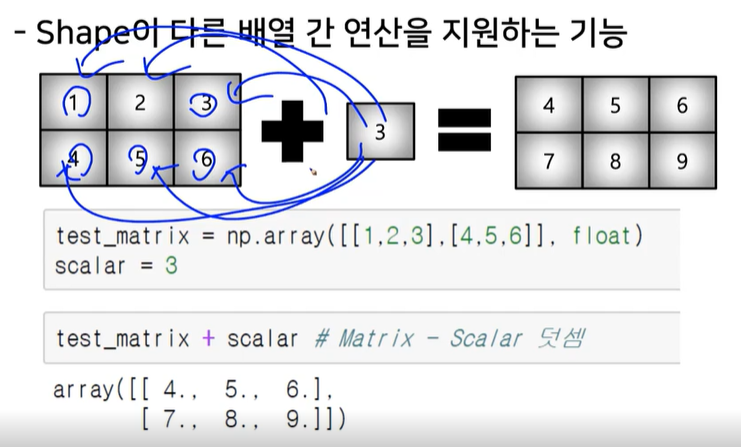 - Shape이 다른 배열 간 연산을 지원하는 기능
1 2 3 + 3 = 4 5 6
4 5 6 7 8 9
test_matrix = np.array([[1,2,3],[4,5,6]], float)
scalar = 3
test_matrix + scalar # Matrix - Scalar 덧셈
array([[ 4., 5., 6.],
[ 7., 8., 9.]])